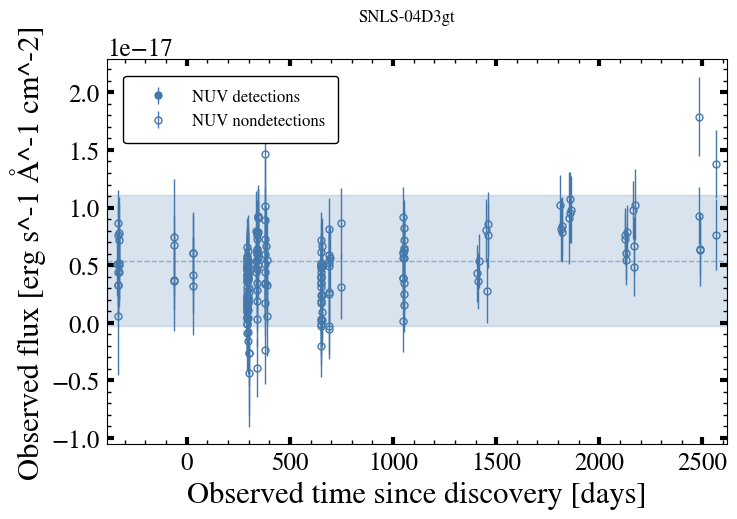 SNLS-04D3gt
1e−17
NUV detections
NUV nondetections
2.0
1.5
1.0
0.5
0.0
−0.5
−1.0
Observed flux [erg s^-1 Å^-1 cm^-2]
0 500 1000 1500 2000 2500
Observed time since discovery [days]